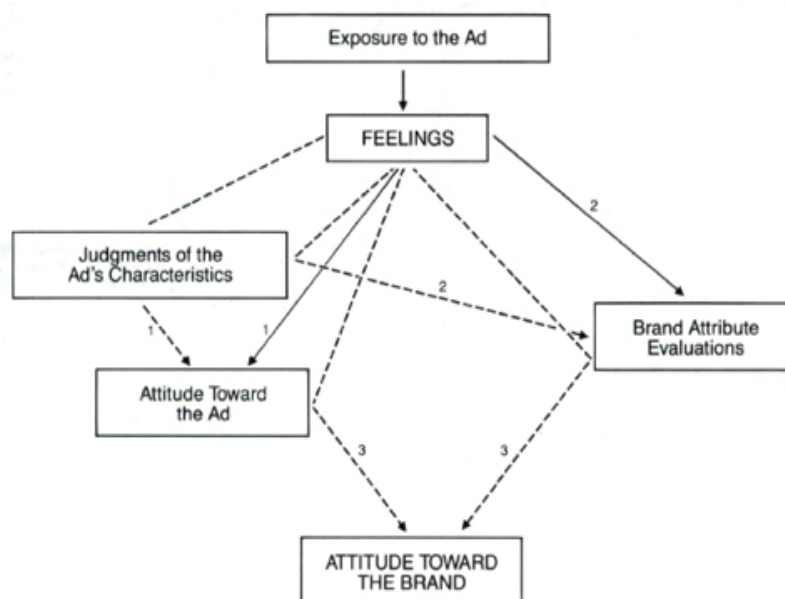 Exposure to the Ad
FEELINGS
2
Judgments of the
Ad's Characteristics
2
1
1
Brand Attribute
Evaluations
Attitude Toward
the Ad
3
3
ATTITUDE TOWARD
THE BRAND